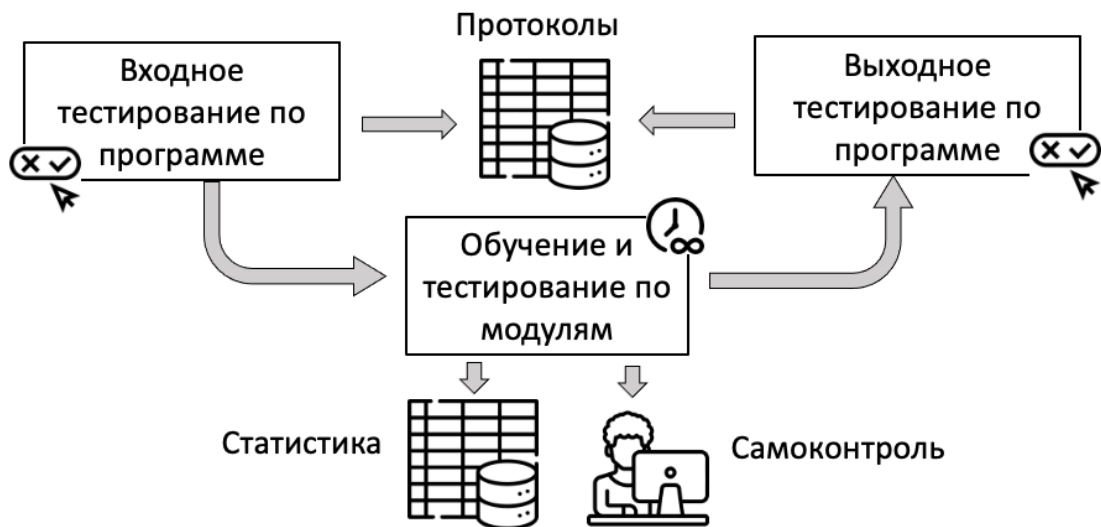 Протоколы
Входное
тестирование по
программе
Выходное
тестирование по
программе
Обучение и
тестирование по
модулям
Статистика
Самоконтроль